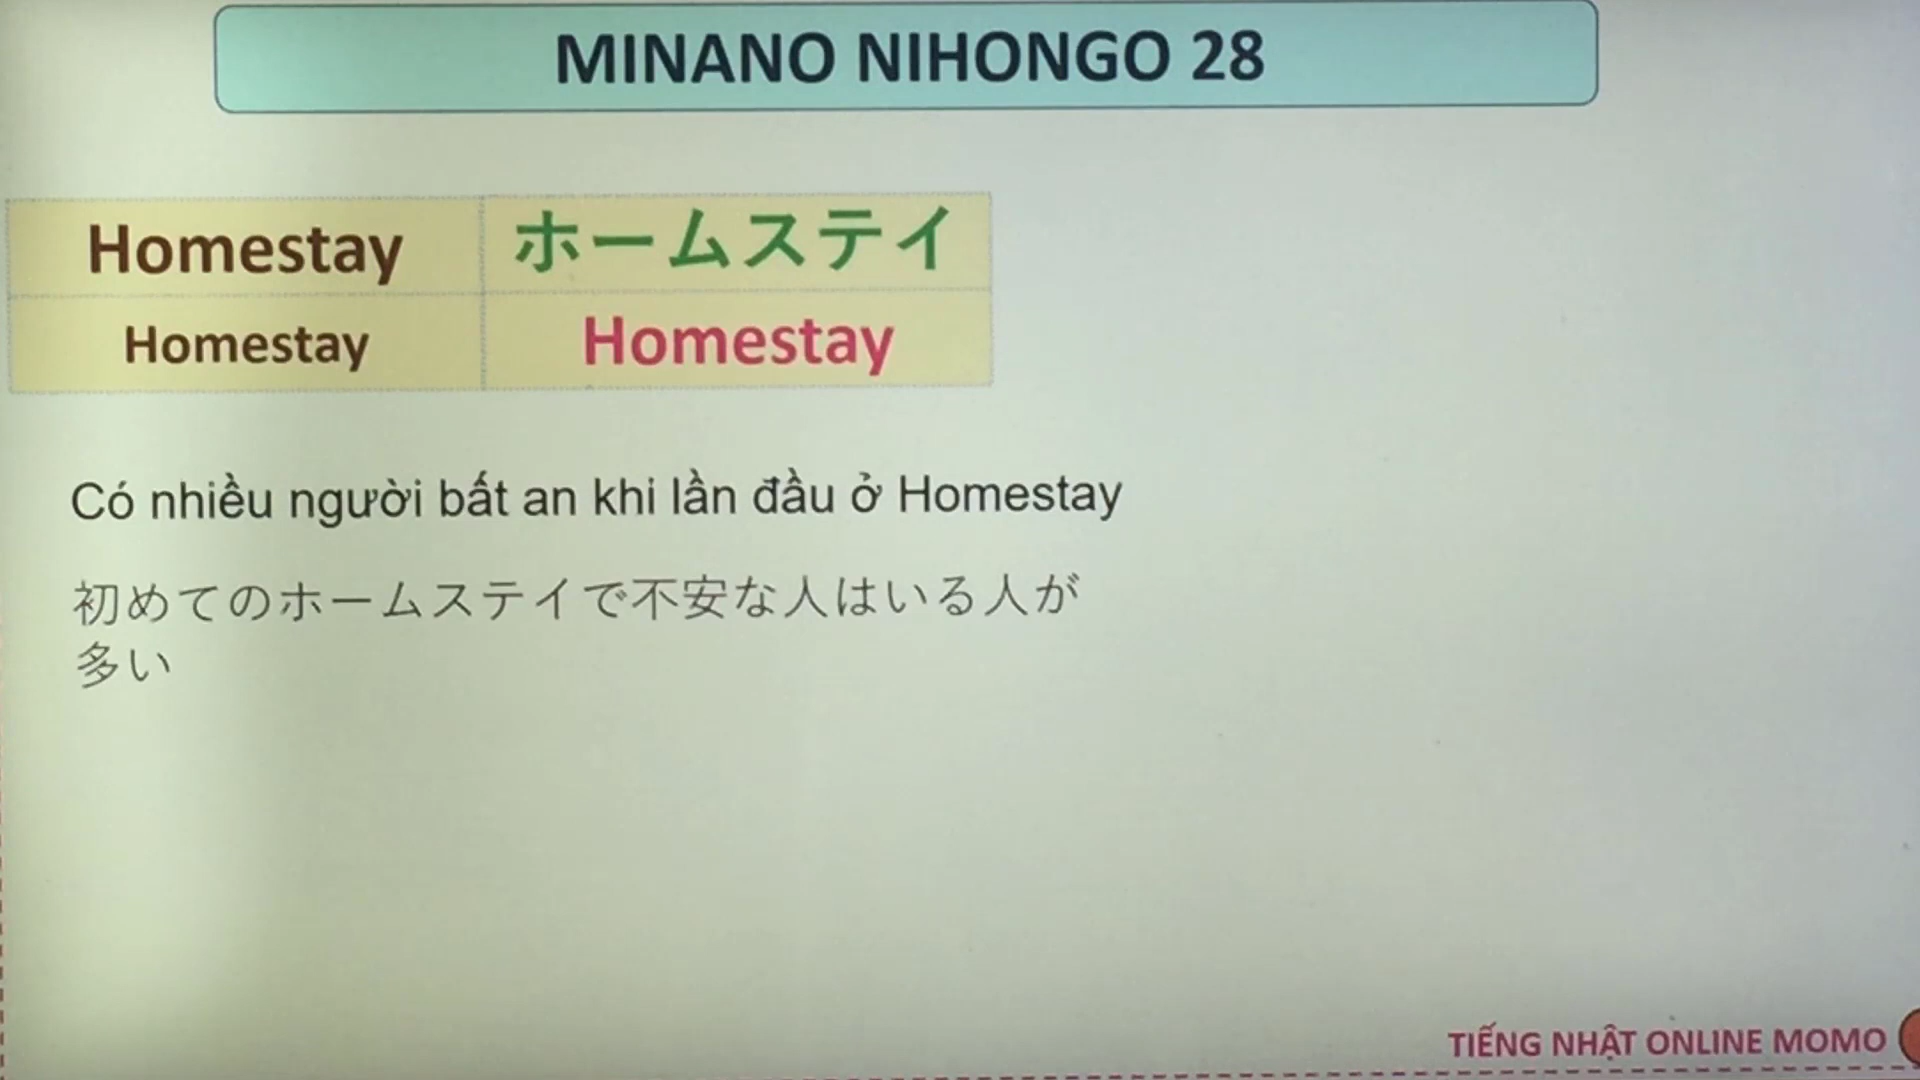 MINANO NIHONGO 28
Homestay ホームステイ
Homestay Homestay
Có nhiều người bất an khi lần đầu ở Homestay
初めてのホームステイで不安な人はいる人が
多い
TIẾNG NHẬT ONLINE MOMO